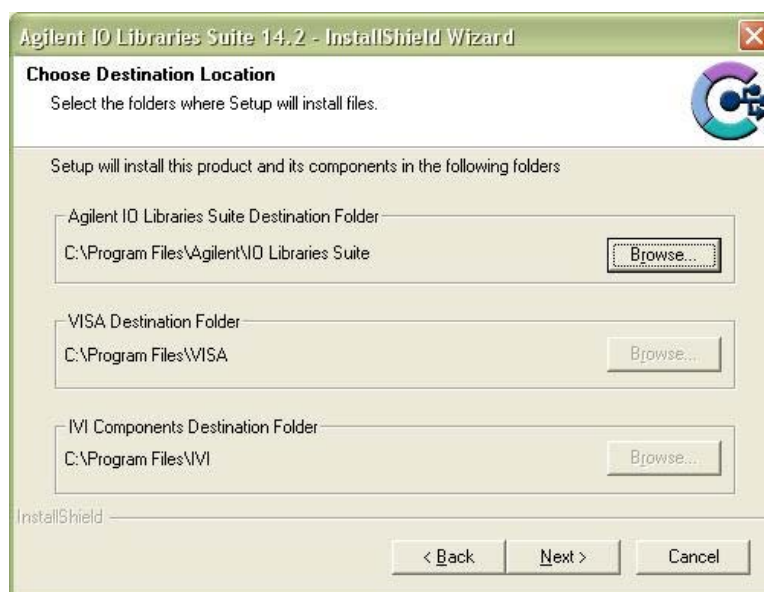 Agilent IO Libraries Suite 14.2 - InstallShield Wizard
Choose Destination Location
Select the folders where Setup will install files.
Setup will install this product and its components in the following folders
Agilent IO Libraries Suite Destination Folder
C:\Program Files\Agilent\IO Libraries Suite
Browse...
VISA Destination Folder
C:\Program Files\VISA
Browse...
IVI Components Destination Folder
C:\Program Files\IVI
Browse...
InstallShield
< Back
Next >
Cancel